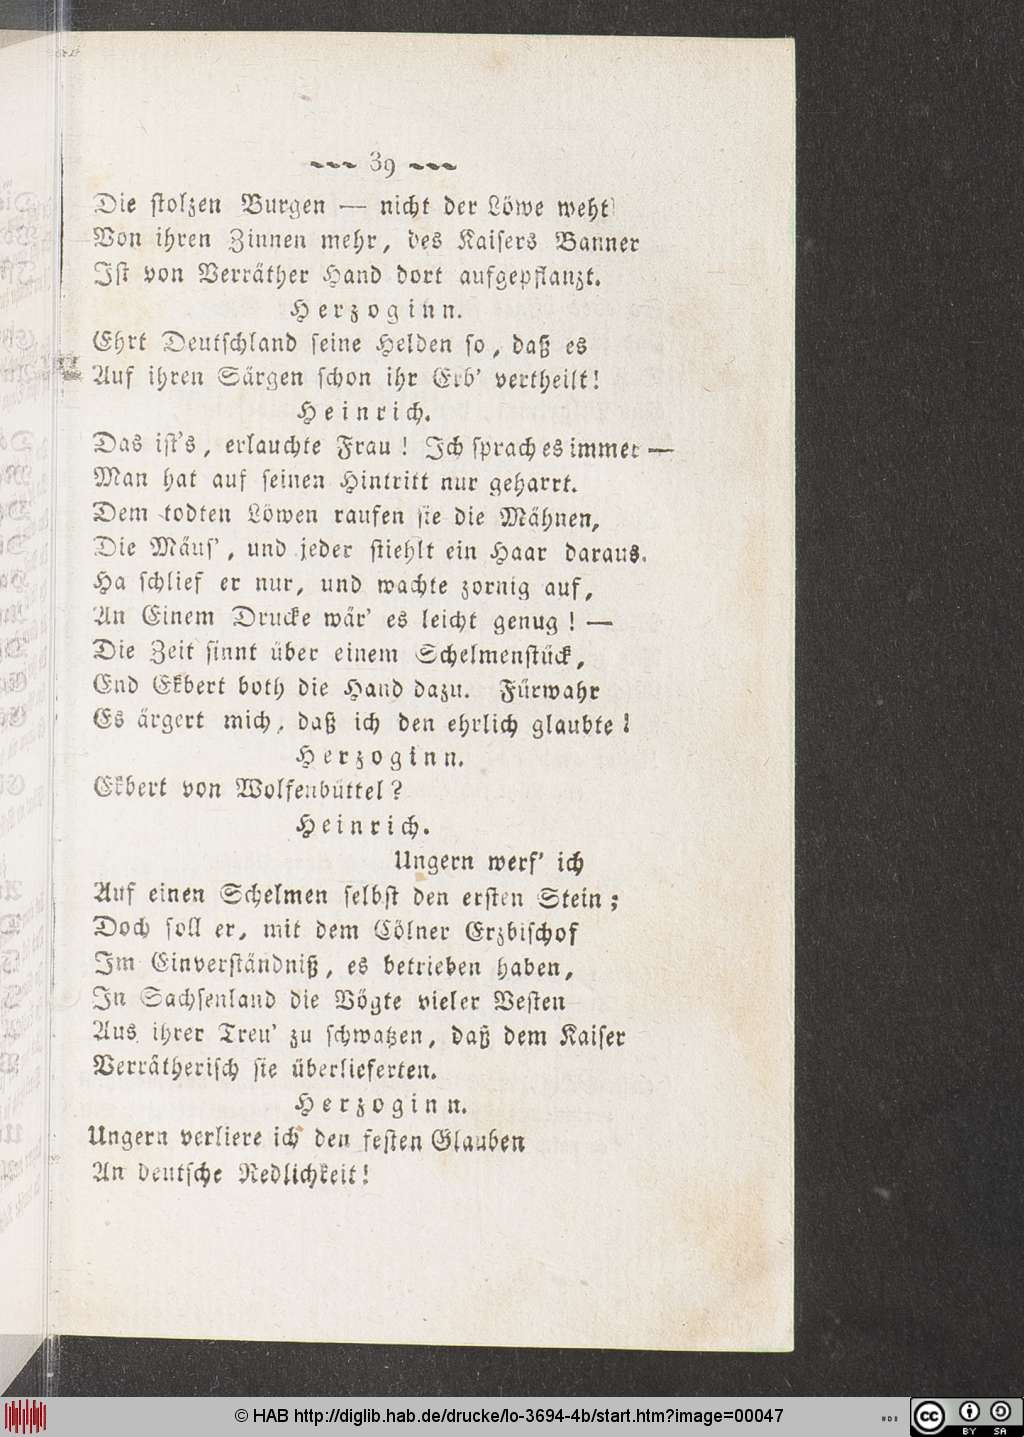 39
Die stolzen Burgen — nicht der Löwe weht
Von ihren Zinnen mehr, des Kaisers Banner
Ist von Verräther Hand dort aufgepflanzt.
Herzoginn.
Ehrt Deutschland seine Helden so, daß es
Auf ihren Särgen schon ihr Erb' vertheilt!
Heinrich.
Das ist's, erlauchte Frau! Ich sprach es immer —
Man hat auf seinen Hintritt nur geharrt.
Dem todten Löwen raufen sie die Mähnen,
Die Mäus', und jeder stiehlt ein Haar daraus.
Ha schlief er nur, und wachte zornig auf,
An Einem Drucke wär' es leicht genug! —
Die Zeit sinnt über einem Schelmenstück,
End Ekbert both die Hand dazu. Fürwahr
Es ärgert mich, daß ich den ehrlich glaubte!
Herzoginn.
Ekbert von Wolfenbüttel?
Heinrich.
Ungern werf' ich
Auf einen Schelmen selbst den ersten Stein;
Doch soll er, mit dem Cölner Erzbischof
Im Einverständniß, es betrieben haben,
In Sachsenland die Vögte vieler Vesten
Aus ihrer Treu' zu schwatzen, daß dem Kaiser
Verrätherisch sie überlieferten.
Herzoginn.
Ungern verliere ich den festen Glauben
An deutsche Redlichkeit!
© HAB http://diglib.hab.de/drucke/lo-3694-4b/start.htm?image=00047
cc BY SA